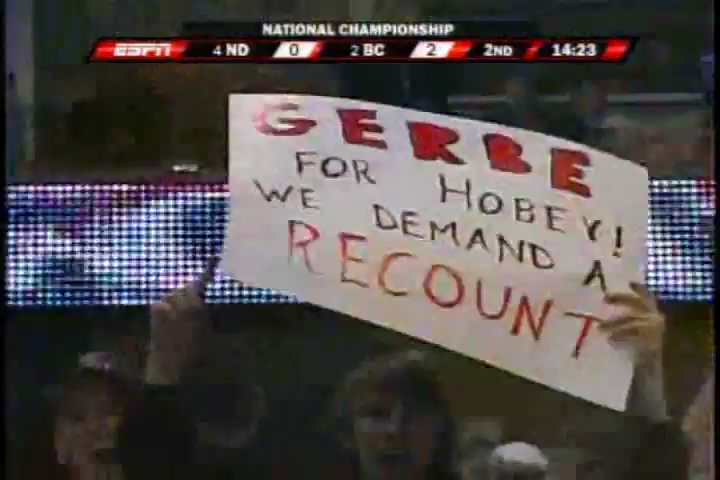 NATIONAL CHAMPIONSHIP
ESPN 4 ND 0 2 BC 2 2ND 14:23
GERBE
FOR HOBEY!
WE DEMAND A
RECOUNT